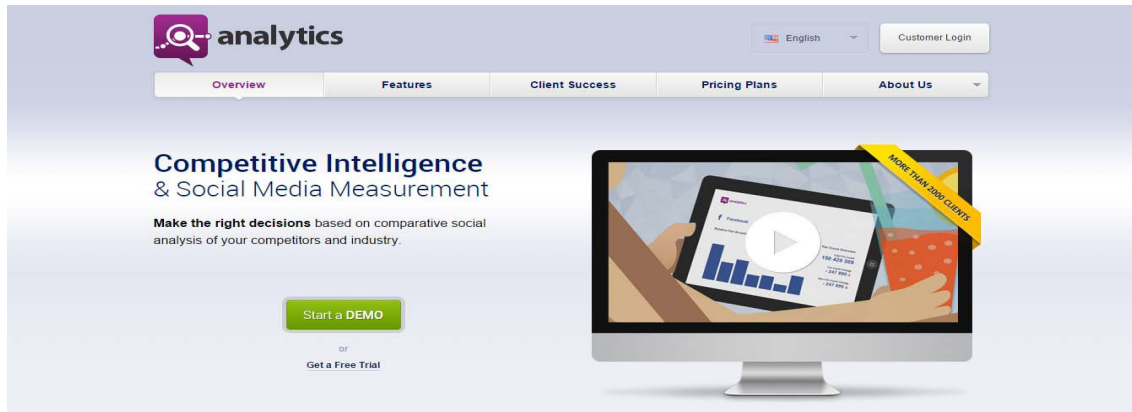 analytics
English
Customer Login
Overview
Features
Client Success
Pricing Plans
About Us
Competitive Intelligence
& Social Media Measurement
Make the right decisions based on comparative social
analysis of your competitors and industry.
Start a DEMO
or
Get a Free Trial
MORE THAN 2000 CLIENTS
analytics
Facebook